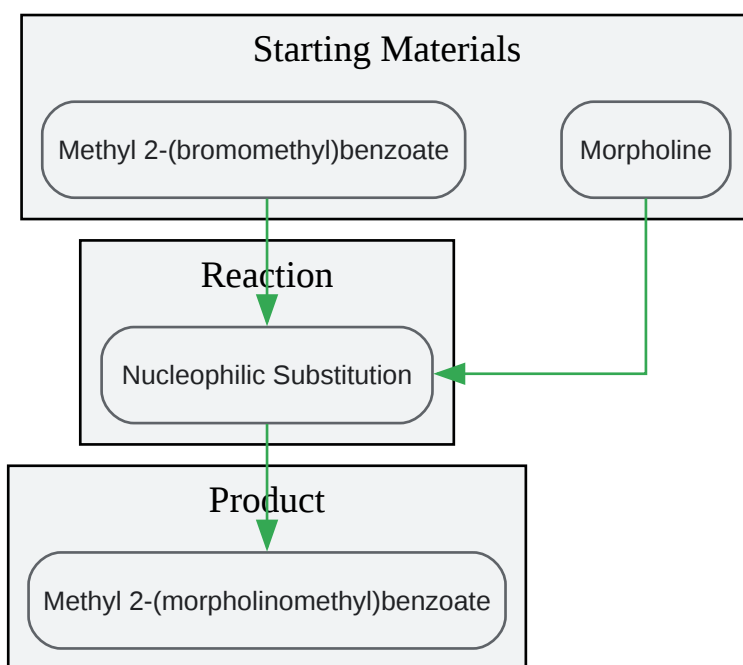 Starting Materials
Methyl 2-(bromomethyl)benzoate
Morpholine
Reaction
Nucleophilic Substitution
Product
Methyl 2-(morpholinomethyl)benzoate